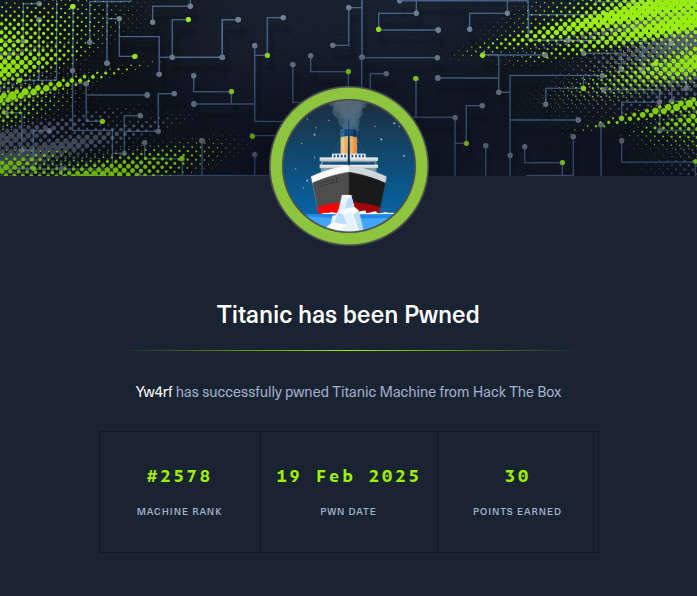 Titanic has been Pwned
Yw4rf has successfully pwned Titanic Machine from Hack The Box
#2578 19 Feb 2025 30
MACHINE RANK PWN DATE POINTS EARNED